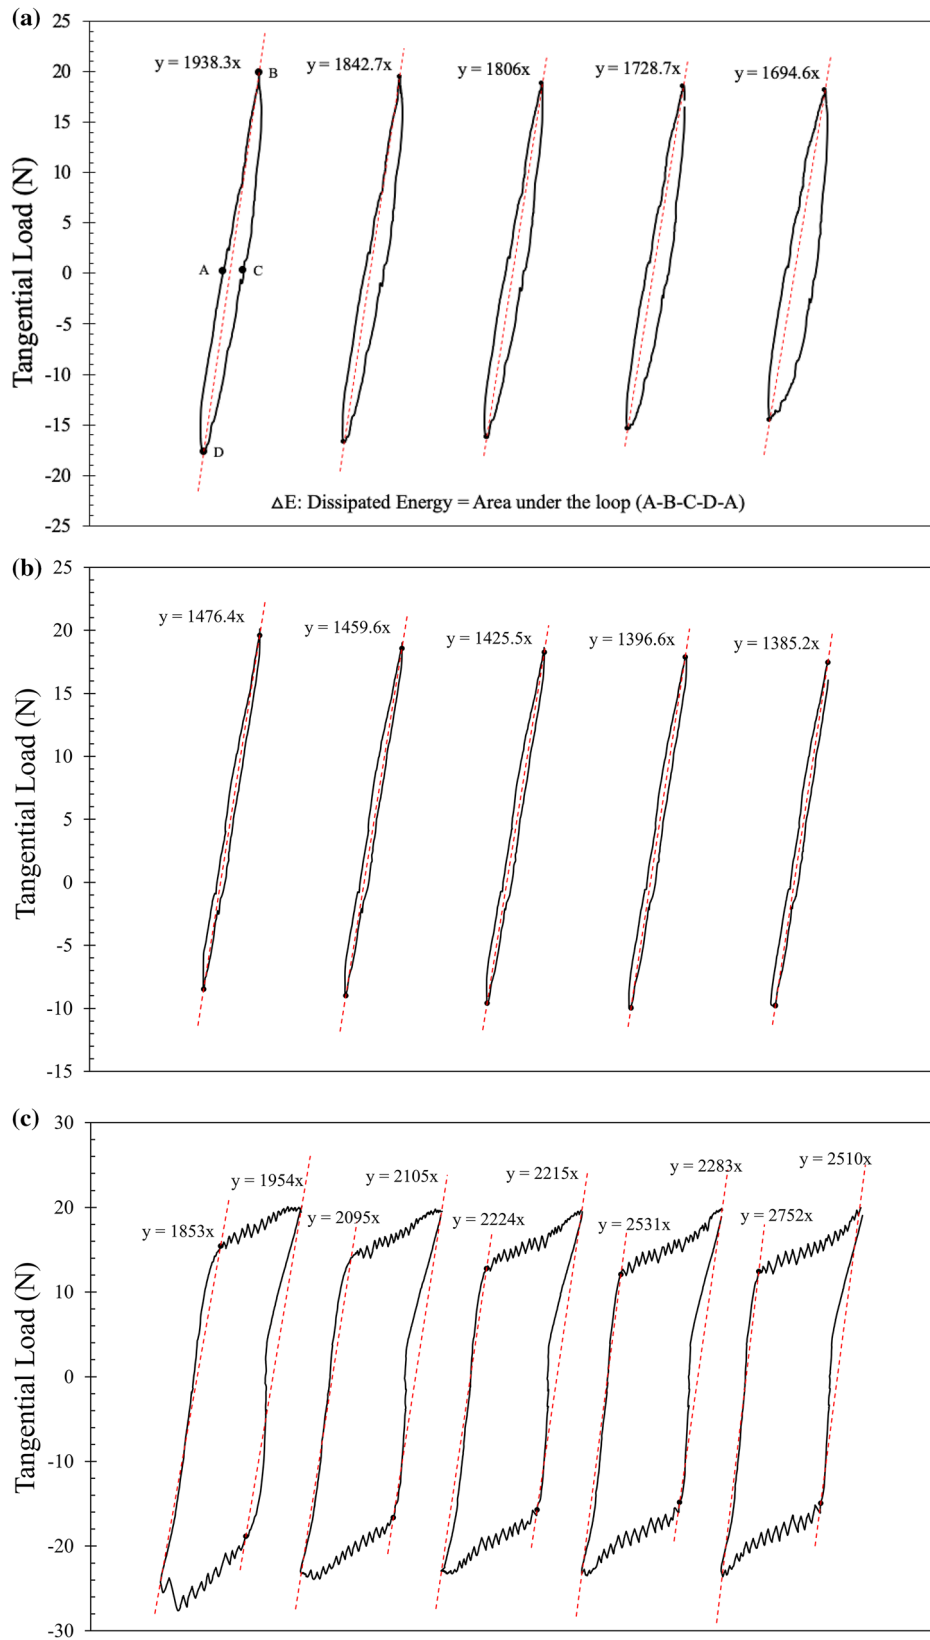 (a)
25
y = 1938.3x
y = 1842.7x
y = 1806x
y = 1728.7x
y = 1694.6x
20
B
15
10
5
0
A
C
-5
-10
-15
D
-20
△E: Dissipated Energy = Area under the loop (A-B-C-D-A)
-25
Tangential Load (N)
(b)
25
y = 1476.4x
y = 1459.6x
y = 1425.5x
y = 1396.6x
y = 1385.2x
20
15
10
5
0
-5
-10
-15
Tangential Load (N)
(c)
30
y = 1954x
y = 2105x
y = 2215x
y = 2283x
y = 2510x
y = 1853x
y = 2095x
y = 2224x
y = 2531x
y = 2752x
20
10
0
-10
-20
-30
Tangential Load (N)